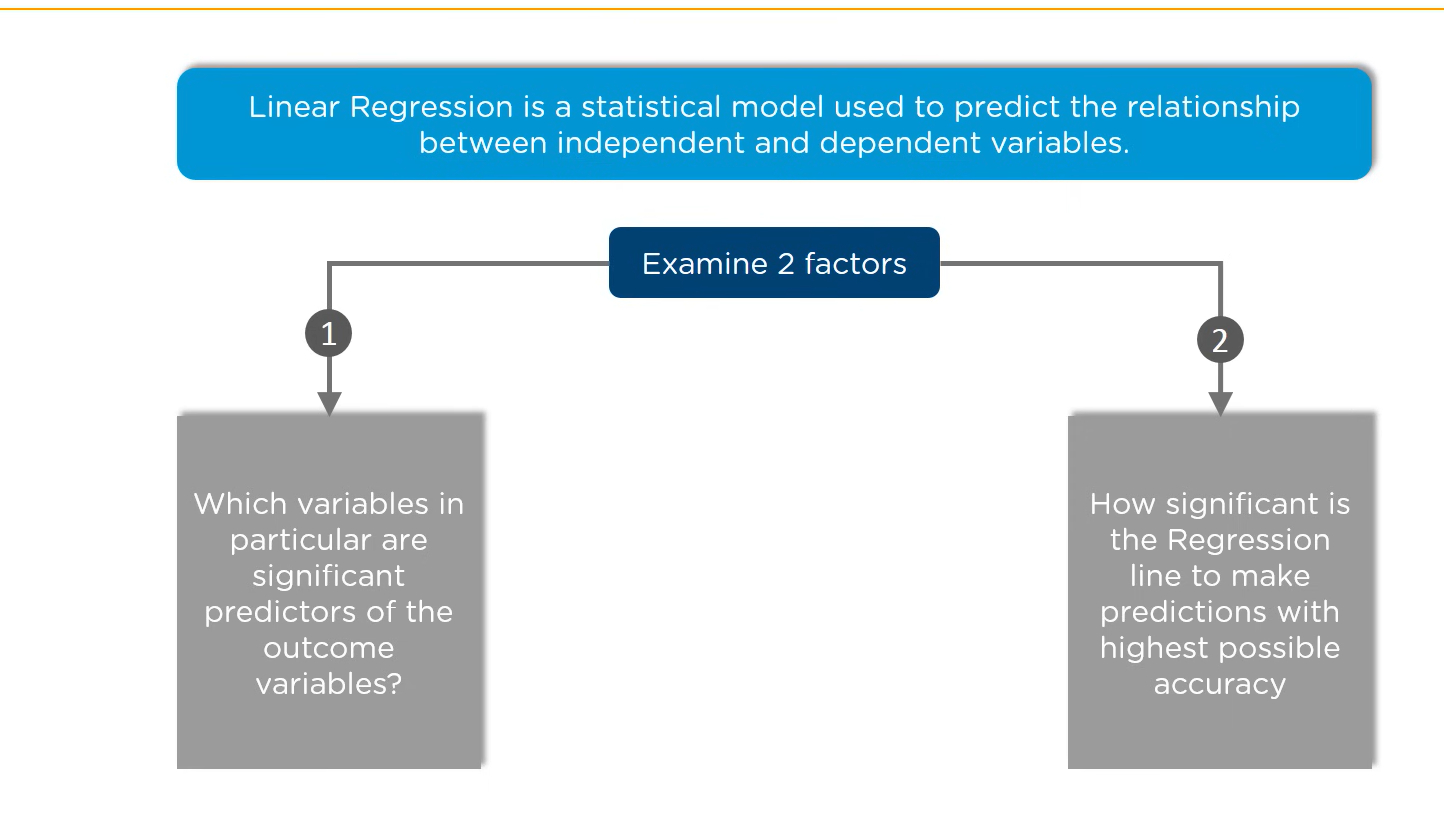 Linear Regression is a statistical model used to predict the relationship
between independent and dependent variables.
Examine 2 factors
1
2
Which variables in
particular are
significant
predictors of the
outcome
variables?
How significant is
the Regression
line to make
predictions with
highest possible
accuracy